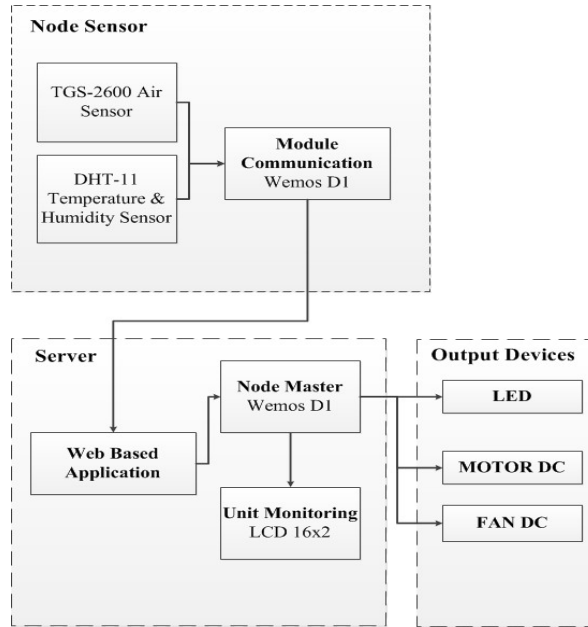 Node Sensor
TGS-2600 Air
Sensor
DHT-11
Temperature &
Humidity Sensor
Module
Communication
Wemos D1
Server
Web Based
Application
Node Master
Wemos D1
Unit Monitoring
LCD 16x2
Output Devices
LED
MOTOR DC
FAN DC